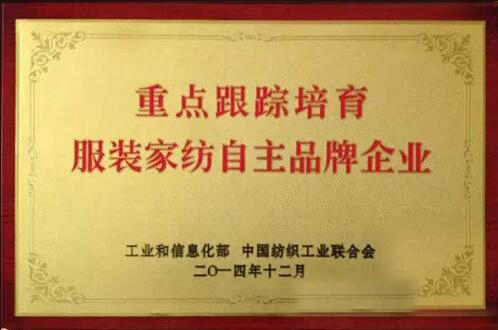 重点跟踪培育
服装家纺自主品牌企业
工业和信息化部 中国纺织工业联合会
二〇一四年十二月